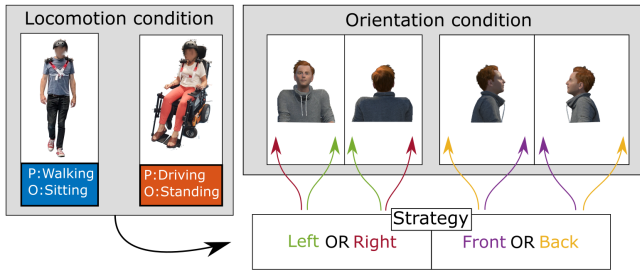 Locomotion condition
P:Walking
O:Sitting
P:Driving
O:Standing
Orientation condition
Strategy
Left OR Right
Front OR Back